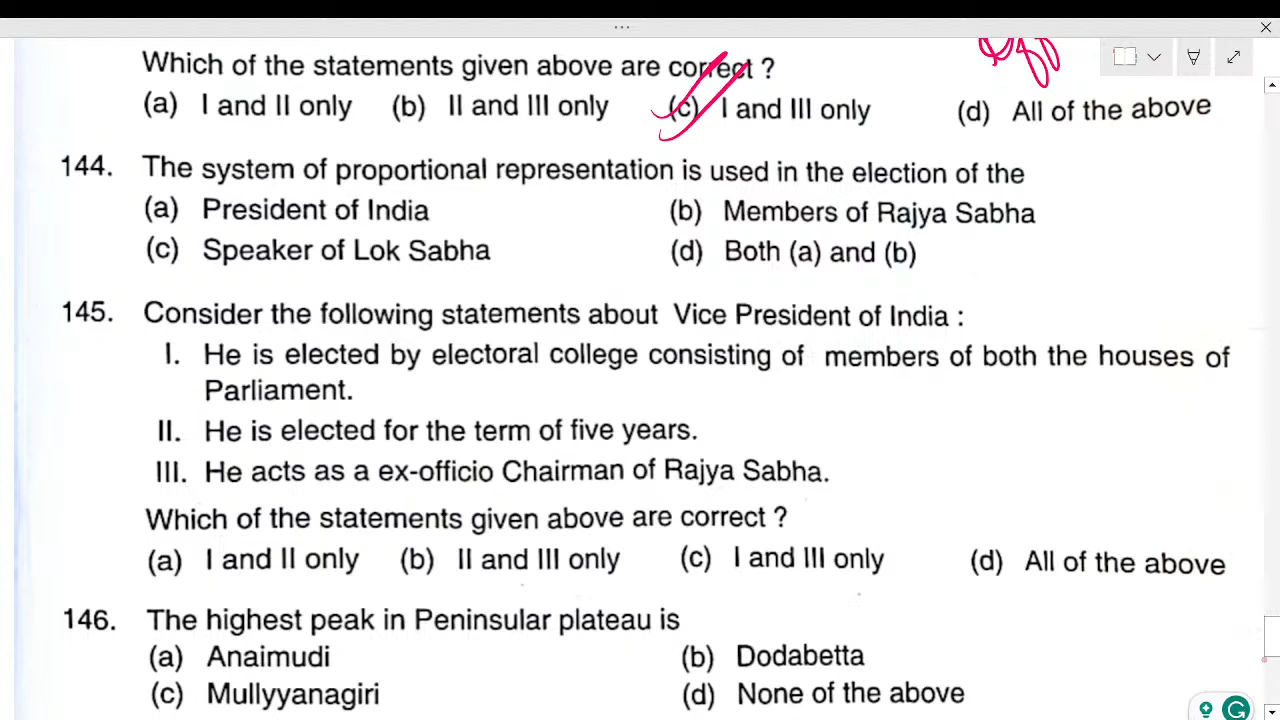 Which of the statements given above are correct ?
(a) I and II only (b) II and III only (c) I and III only (d) All of the above
144. The system of proportional representation is used in the election of the
(a) President of India (b) Members of Rajya Sabha
(c) Speaker of Lok Sabha (d) Both (a) and (b)
145. Consider the following statements about Vice President of India :
I. He is elected by electoral college consisting of members of both the houses of
Parliament.
II. He is elected for the term of five years.
III. He acts as a ex-officio Chairman of Rajya Sabha.
Which of the statements given above are correct ?
(a) I and II only (b) II and III only (c) I and III only (d) All of the above
146. The highest peak in Peninsular plateau is
(a) Anaimudi (b) Dodabetta
(c) Mullyyanagiri (d) None of the above